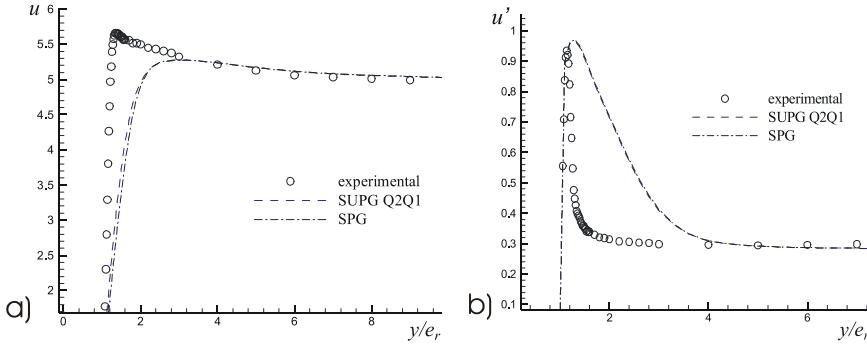 u
6
5.5
5
4.5
4
3.5
3
2.5
2
experimental
SUPG Q2Q1
SPG
a)
0
2
4
6
8
y/e_r
u'
1
0.9
0.8
0.7
0.6
0.5
0.4
0.3
0.2
0.1
experimental
SUPG Q2Q1
SPG
b)
2
4
6
y/e_r